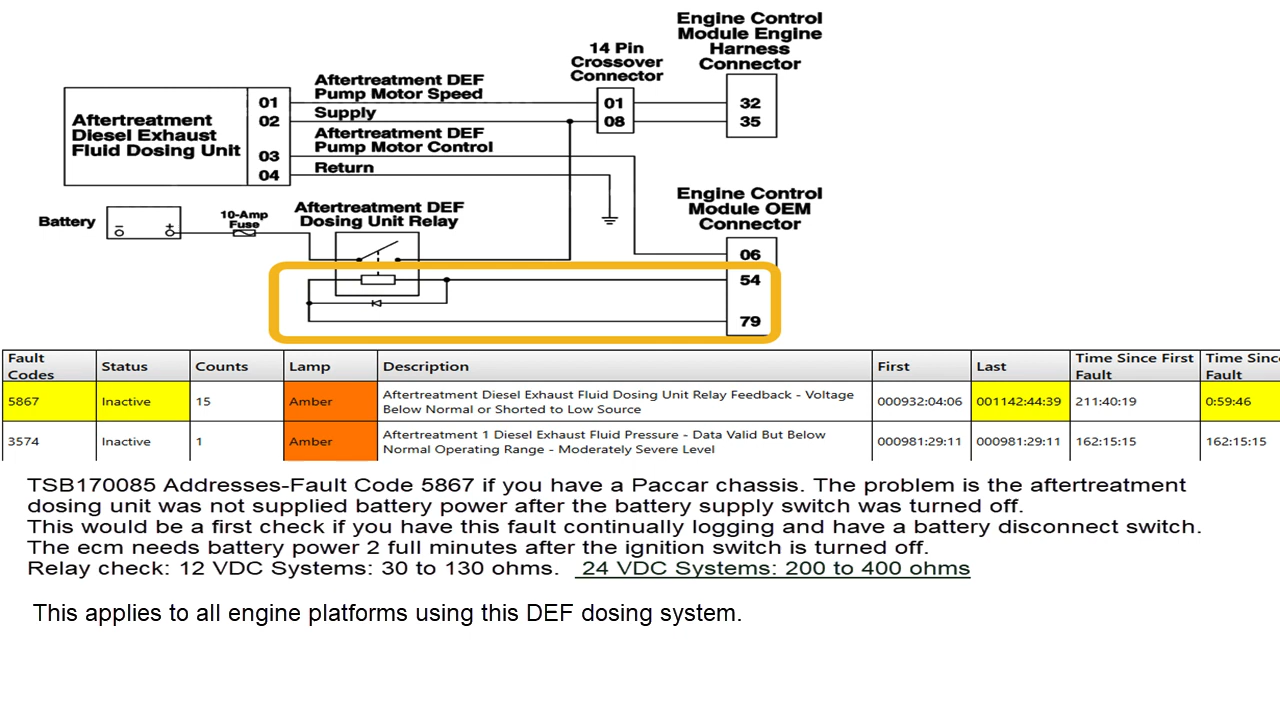 Engine Control
Module Engine
Harness
Connector
14 Pin
Crossover
Connector
Aftertreatment DEF
Pump Motor Speed
01
01
32
Supply
02
08
35
Aftertreatment
Diesel Exhaust
Fluid Dosing Unit
Aftertreatment DEF
Pump Motor Control
03
Return
04
Engine Control
Module OEM
Connector
Aftertreatment DEF
Dosing Unit Relay
Battery
- +
10-Amp
Fuse
06
54
79
Fault Codes Status Counts Lamp Description First Last Time Since First Fault Time Since Fault
5867 Inactive 15 Amber Aftertreatment Diesel Exhaust Fluid Dosing Unit Relay Feedback - Voltage
Below Normal or Shorted to Low Source 000932:04:06 001142:44:39 211:40:19 0:59:46
3574 Inactive 1 Amber Aftertreatment 1 Diesel Exhaust Fluid Pressure - Data Valid But Below
Normal Operating Range - Moderately Severe Level 000981:29:11 000981:29:11 162:15:15 162:15:15
TSB170085 Addresses-Fault Code 5867 if you have a Paccar chassis. The problem is the aftertreatment
dosing unit was not supplied battery power after the battery supply switch was turned off.
This would be a first check if you have this fault continually logging and have a battery disconnect switch.
The ecm needs battery power 2 full minutes after the ignition switch is turned off.
Relay check: 12 VDC Systems: 30 to 130 ohms. 24 VDC Systems: 200 to 400 ohms
This applies to all engine platforms using this DEF dosing system.